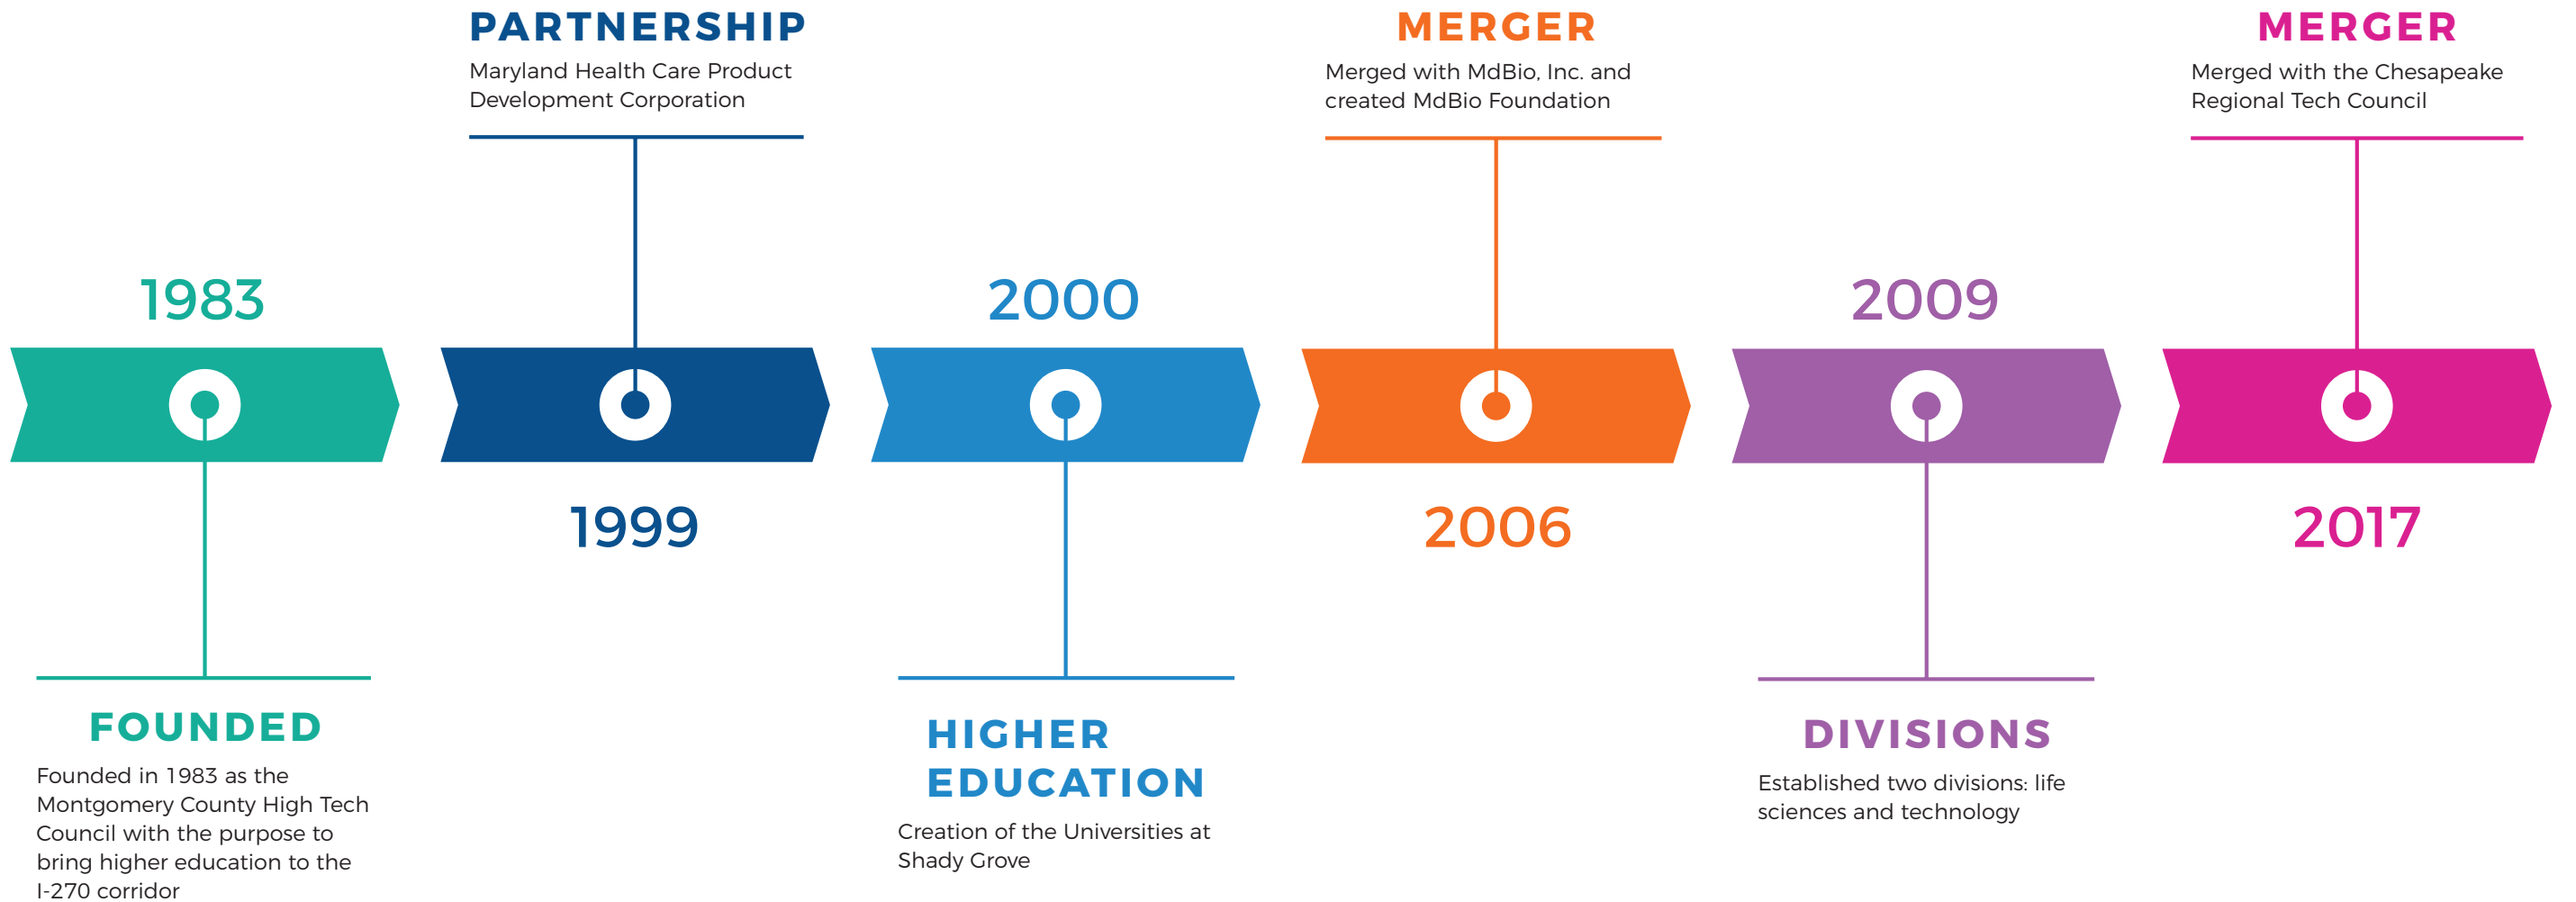 1983
FOUNDED
Founded in 1983 as the
Montgomery County High Tech
Council with the purpose to
bring higher education to the
I-270 corridor
PARTNERSHIP
Maryland Health Care Product
Development Corporation
1999
2000
HIGHER
EDUCATION
Creation of the Universities at
Shady Grove
MERGER
Merged with MdBio, Inc. and
created MdBio Foundation
2006
2009
DIVISIONS
Established two divisions: life
sciences and technology
MERGER
Merged with the Chesapeake
Regional Tech Council
2017